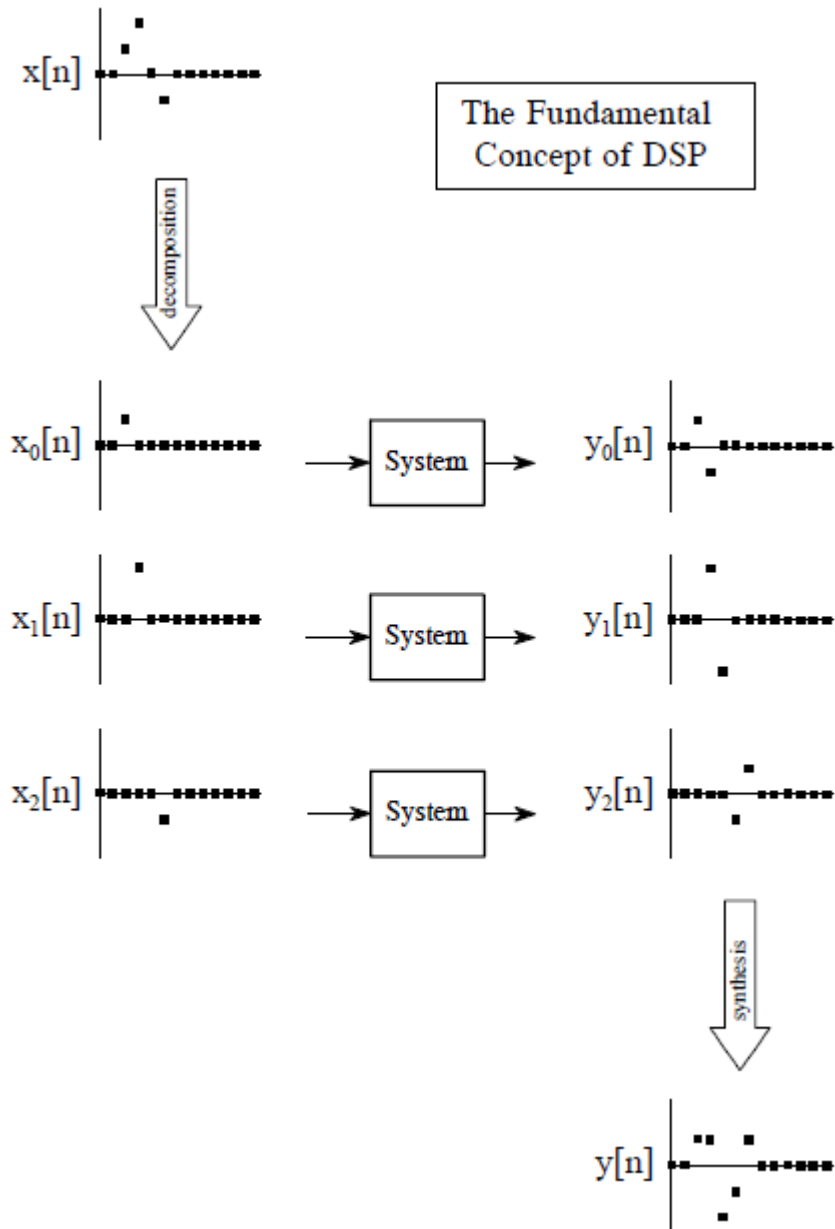 x[n]
The Fundamental
Concept of DSP
decomposition
x₀[n]
System
y₀[n]
x₁[n]
System
y₁[n]
x₂[n]
System
y₂[n]
synthesis
y[n]